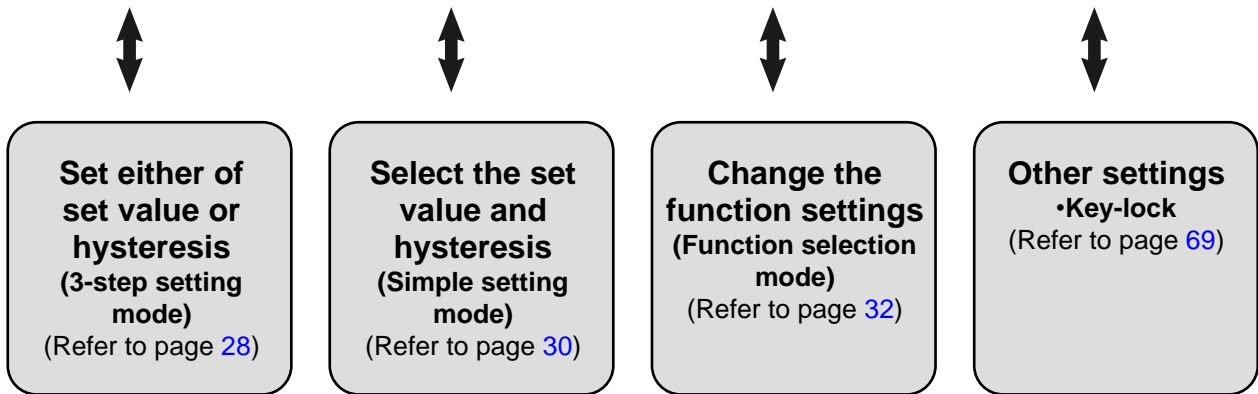 Set either of
set value or
hysteresis
(3-step setting
mode)
(Refer to page 28)
Select the set
value and
hysteresis
(Simple setting
mode)
(Refer to page 30)
Change the
function settings
(Function selection
mode)
(Refer to page 32)
Other settings
•Key-lock
(Refer to page 69)